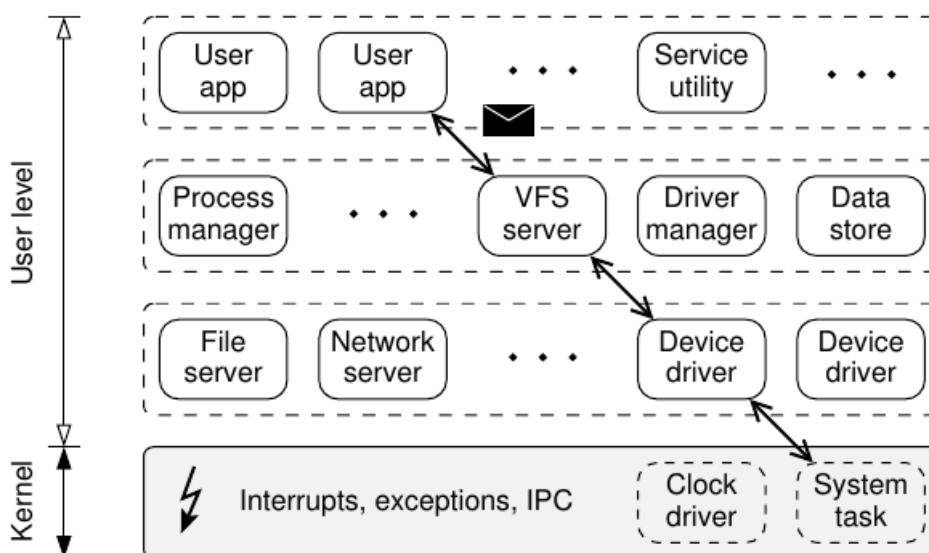 User app
User app
Service utility
Process manager
VFS server
Driver manager
Data store
File server
Network server
Device driver
Device driver
Interrupts, exceptions, IPC
Clock driver
System task
User level
Kernel